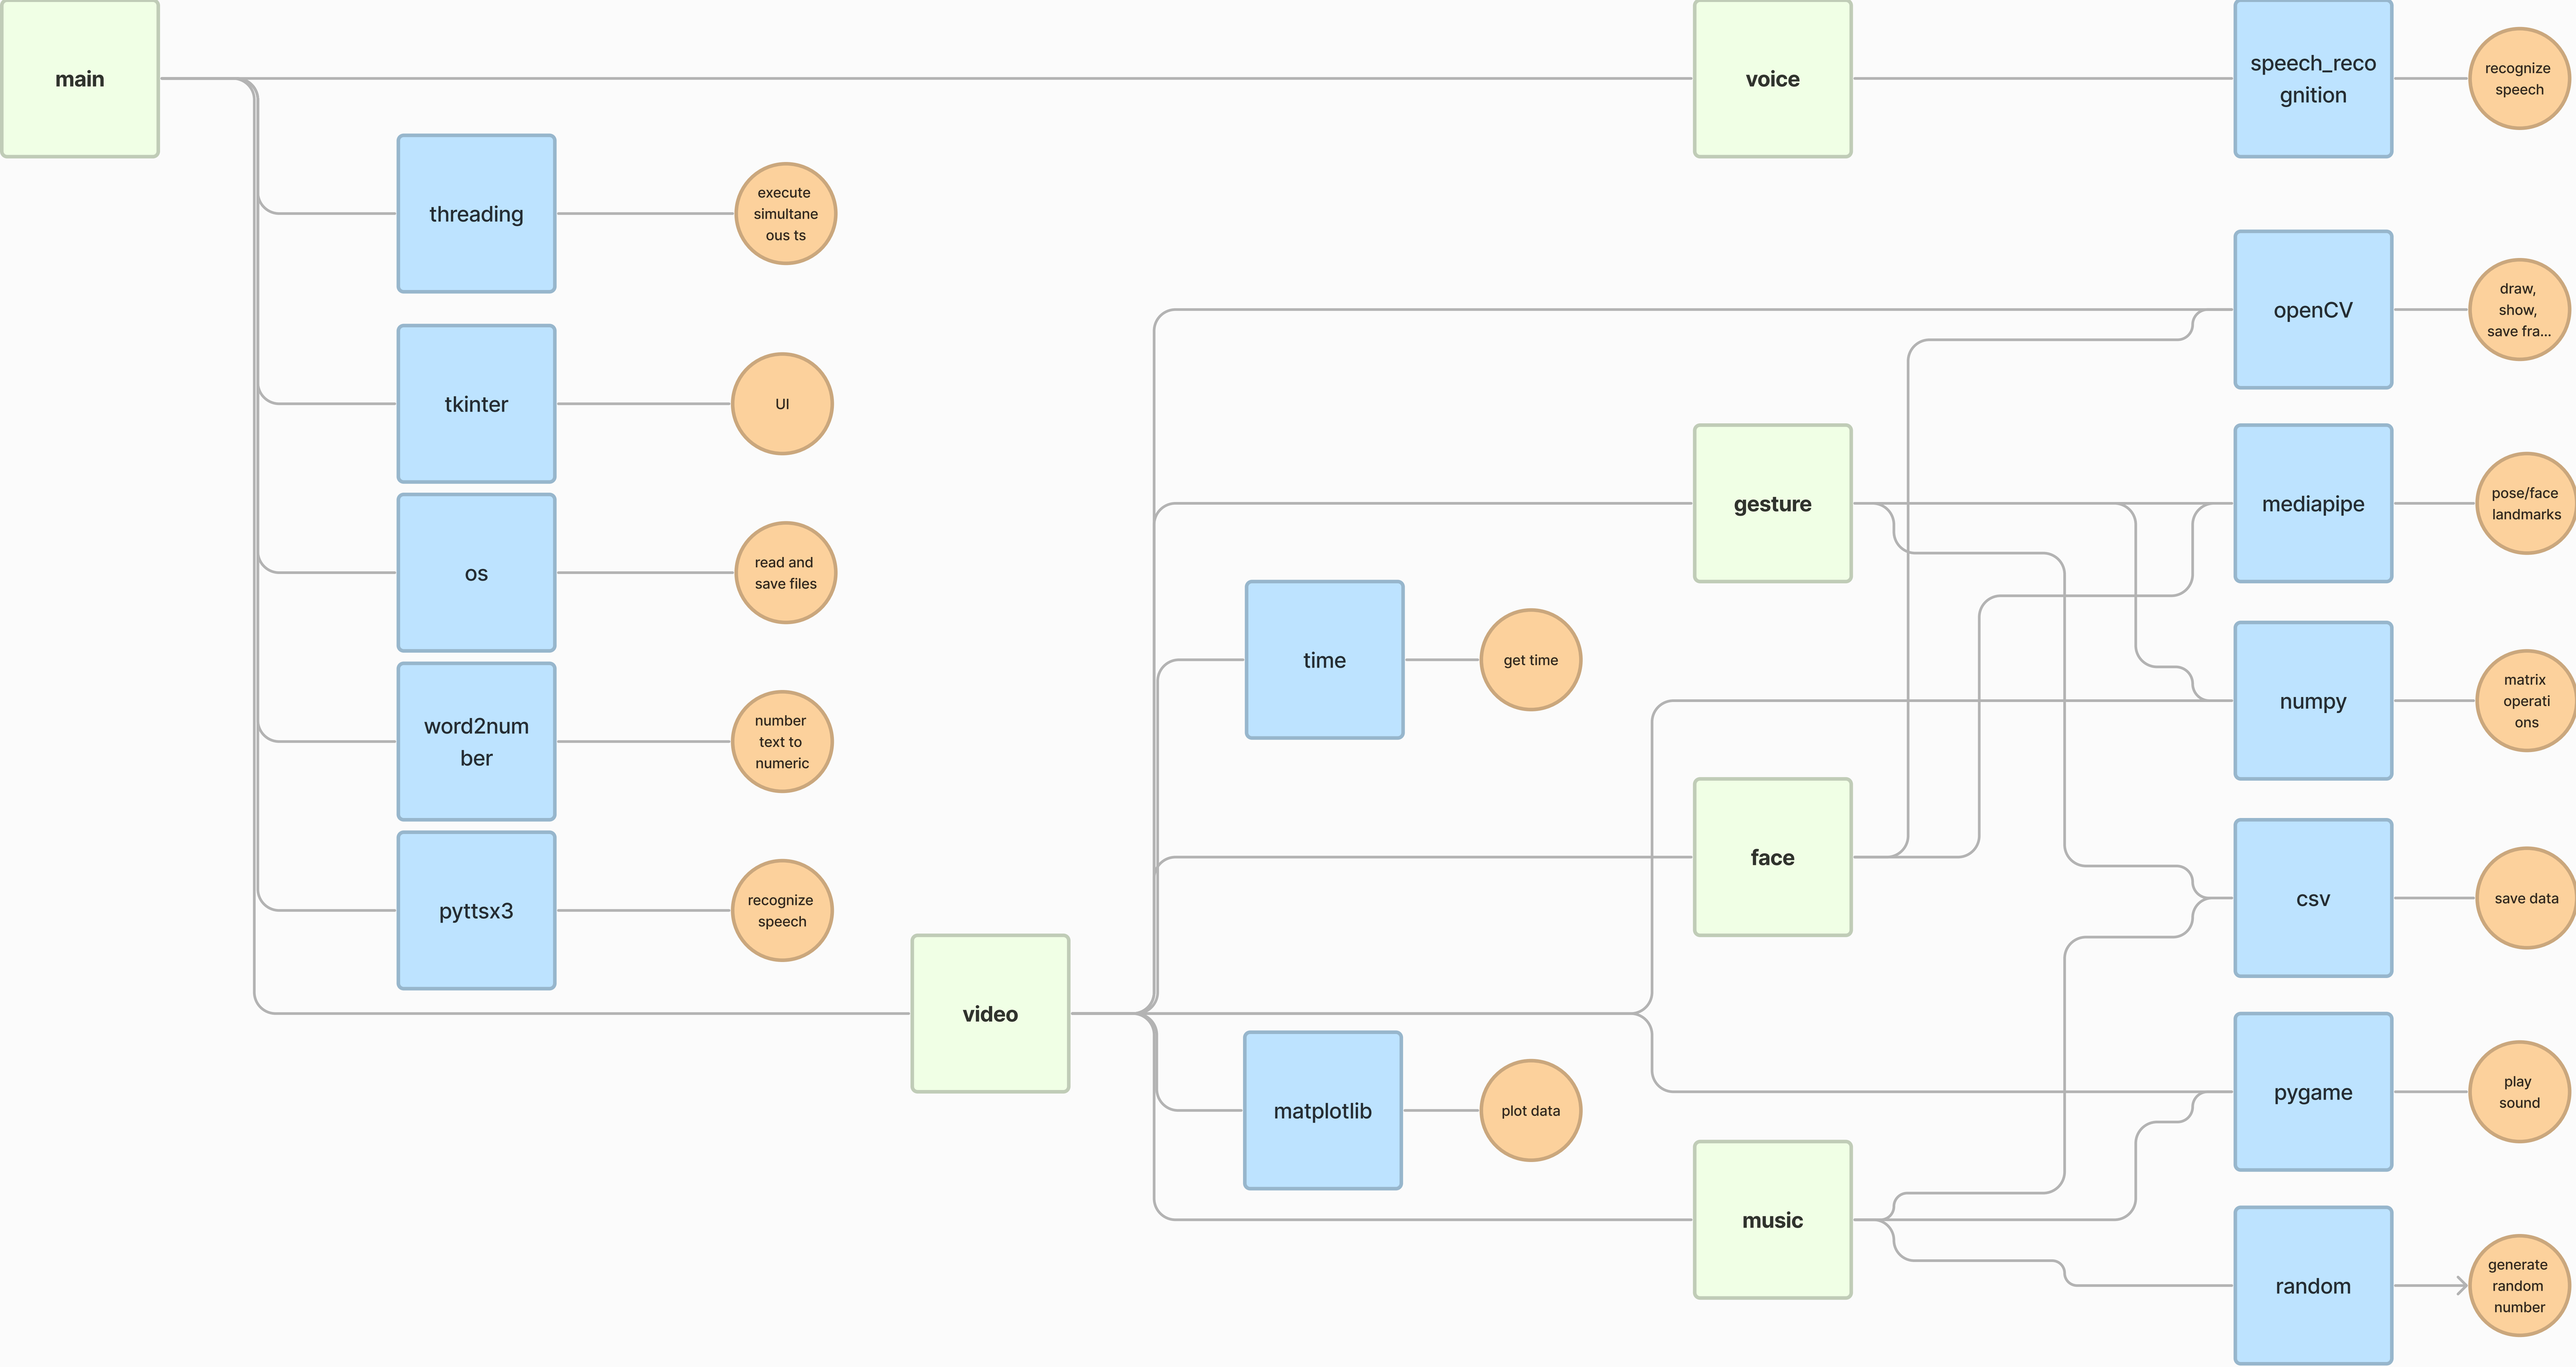 main
voice
speech_reco
gnition
recognize
speech
threading
execute
simultane
ous ts
openCV
draw,
show,
save fra...
tkinter
UI
gesture
mediapipe
pose/face
landmarks
os
read and
save files
time
get time
numpy
matrix
operati
ons
word2num
ber
number
text to
numeric
face
csv
save data
pyttsx3
recognize
speech
video
matplotlib
plot data
pygame
play
sound
music
random
generate
random
number